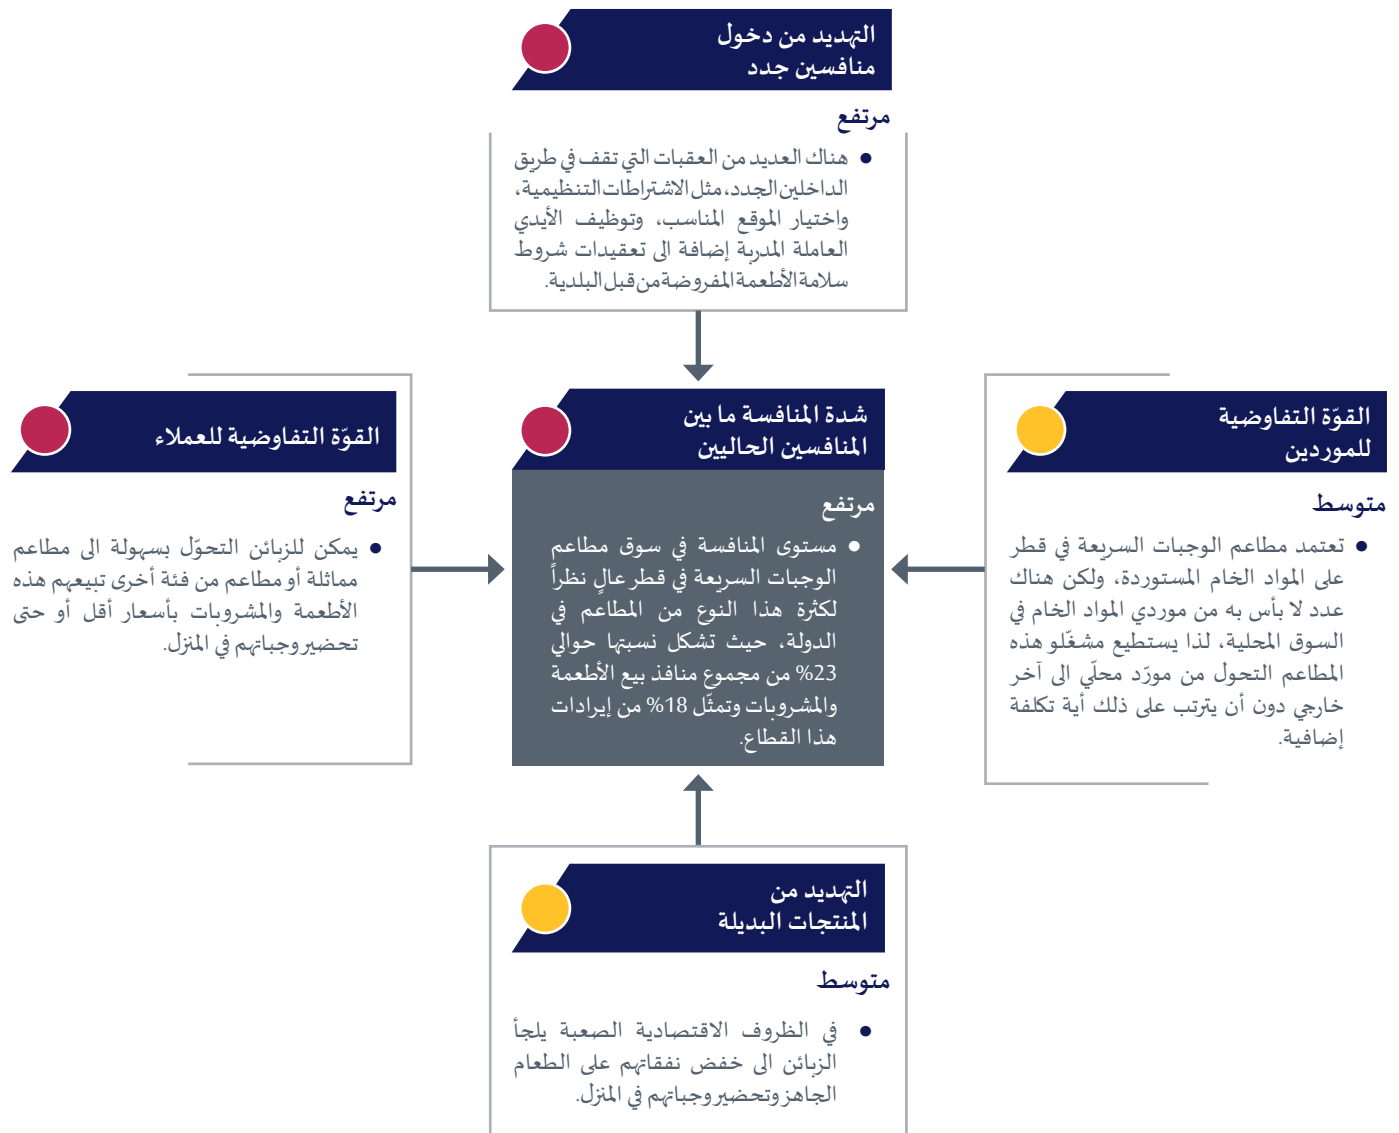 التهديد من دخول
منافسين جدد
مرتفع
● هناك العديد من العقبات التي تقف في طريق
الداخلين الجدد، مثل الاشتراطات التنظيمية،
واختيار الموقع المناسب، وتوظيف الأيدي
العاملة المدربة إضافة الى تعقيدات شروط
سلامة الأطعمة المفروضة من قبل البلدية.
القوّة التفاوضية
للموردين
متوسط
● تعتمد مطاعم الوجبات السريعة في قطر
على المواد الخام المستوردة، ولكن هناك
عدد لا بأس به من موردي المواد الخام في
السوق المحلية، لذا يستطيع مشغّلو هذه
المطاعم التحول من مورّد محلّي الى آخر
خارجي دون أن يترتب على ذلك أية تكلفة
إضافية.
شدة المنافسة ما بين
المنافسين الحاليين
مرتفع
● مستوى المنافسة في سوق مطاعم
الوجبات السريعة في قطر عالٍ نظراً
لكثرة هذا النوع من المطاعم في
الدولة، حيث تشكل نسبتها حوالي
23% من مجموع منافذ بيع الأطعمة
والمشروبات وتمثّل 18% من إيرادات
هذا القطاع.
القوّة التفاوضية للعملاء
مرتفع
● يمكن للزبائن التحوّل بسهولة الى مطاعم
مماثلة أو مطاعم من فئة أخرى تبيعهم هذه
الأطعمة والمشروبات بأسعار أقل أو حتى
تحضير وجباتهم في المنزل.
التهديد من
المنتجات البديلة
متوسط
● في الظروف الاقتصادية الصعبة يلجأ
الزبائن الى خفض نفقاتهم على الطعام
الجاهز وتحضير وجباتهم في المنزل.